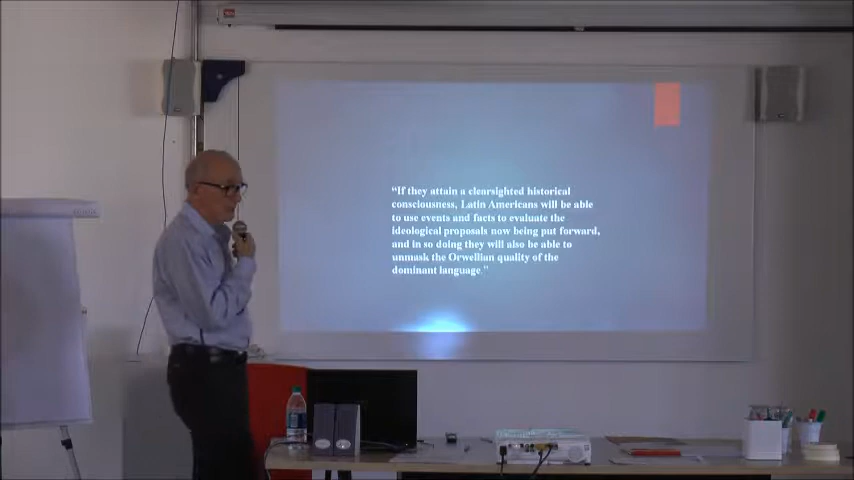 “If they attain a clearsighted historical
consciousness, Latin Americans will be able
to use events and facts to evaluate the
ideological proposals now being put forward,
and in so doing they will also be able to
unmask the Orwellian quality of the
dominant language."